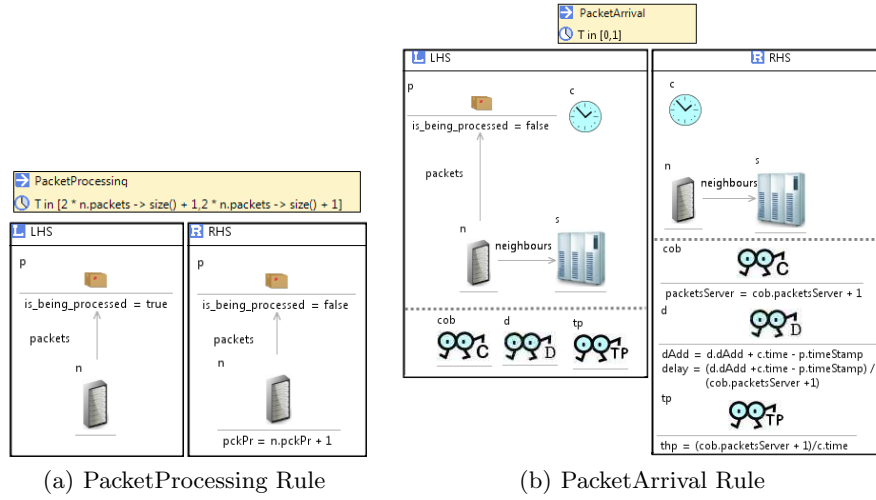 PacketProcessing
T in [2 * n.packets -> size() + 1,2 * n.packets -> size() + 1]
L LHS
p
is_being_processed = true
packets
n
R RHS
p
is_being_processed = false
packets
n
pckPr = n.pckPr + 1
(a) PacketProcessing Rule
PacketArrival
T in [0,1]
L LHS
p
c
is_being_processed = false
packets
n
s
neighbours
cob
C
d
D
tp
TP
R RHS
c
n
s
neighbours
cob
C
packetsServer = cob.packetsServer + 1
d
D
dAdd = d.dAdd + c.time - p.timeStamp
delay = (d.dAdd +c.time - p.timeStamp) /
(cob.packetsServer +1)
tp
TP
thp = (cob.packetsServer + 1)/c.time
(b) PacketArrival Rule